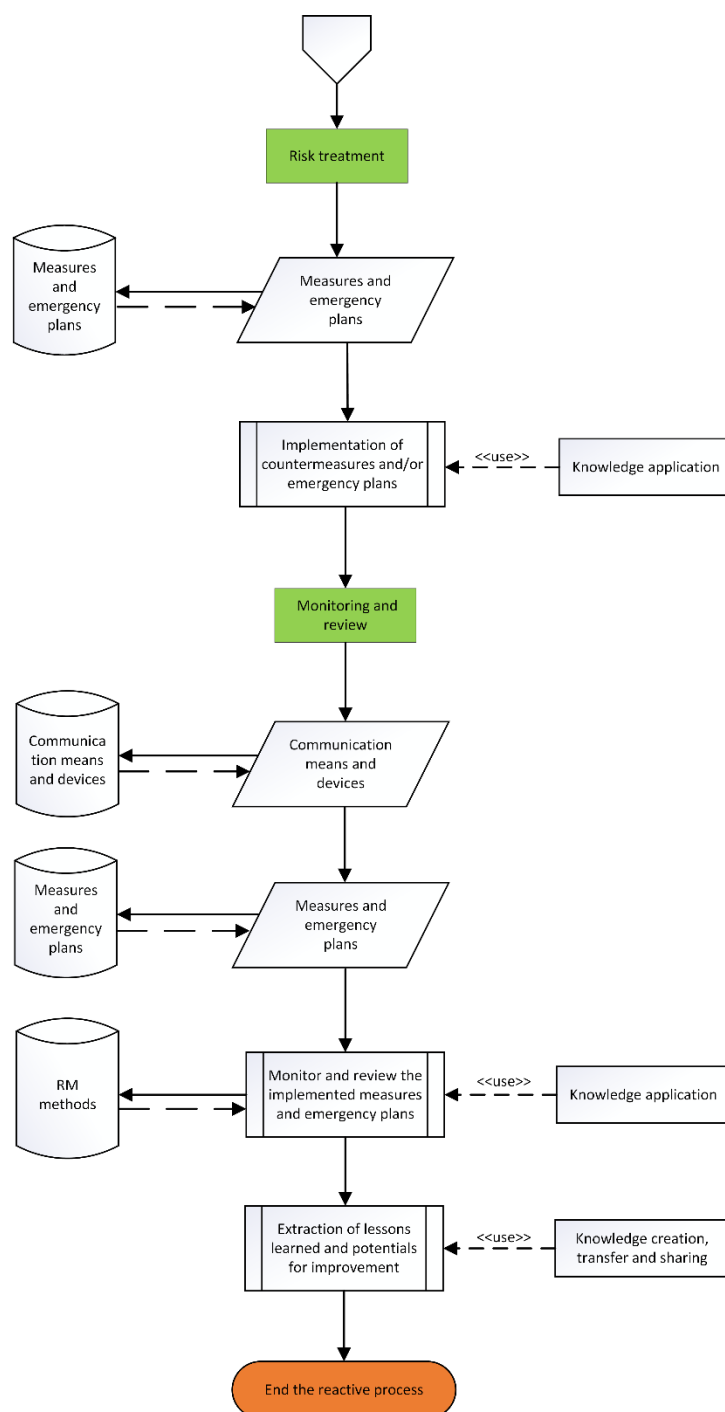 Risk treatment
Measures
and
emergency
plans
Measures and
emergency
plans
Implementation of
countermeasures and/or
emergency plans
<<use>>
Knowledge application
Monitoring and
review
Communica
tion means
and devices
Communication
means and
devices
Measures
and
emergency
plans
Measures and
emergency
plans
RM
methods
Monitor and review the
implemented measures
and emergency plans
<<use>>
Knowledge application
Extraction of lessons
learned and potentials
for improvement
<<use>>
Knowledge creation,
transfer and sharing
End the reactive process